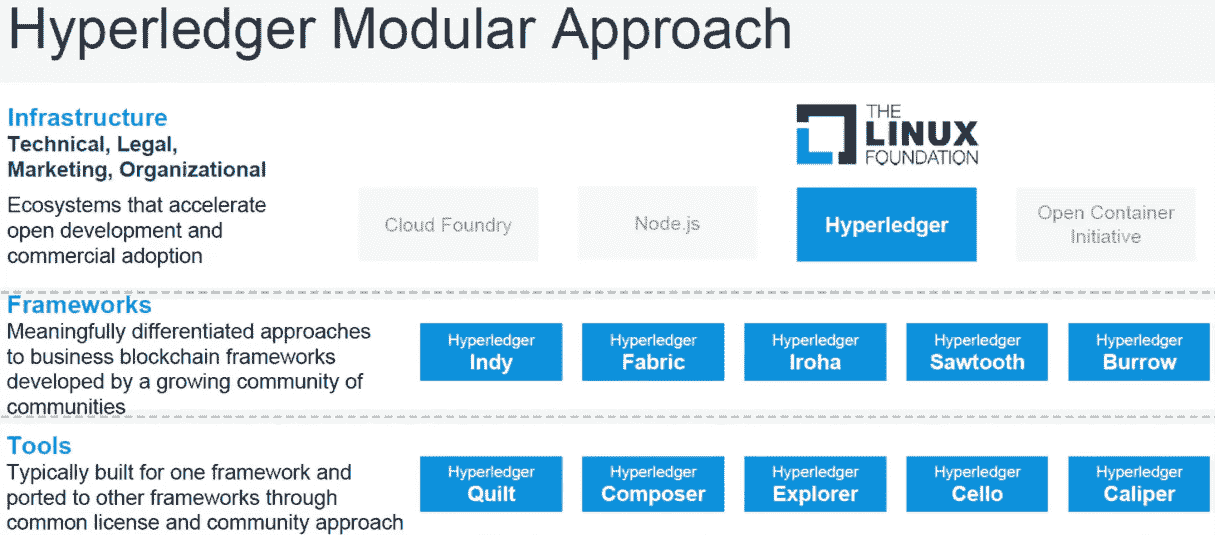 Hyperledger Modular Approach
Infrastructure
Technical, Legal,
Marketing, Organizational
Ecosystems that accelerate
open development and
commercial adoption
THE
LINUX
FOUNDATION
Cloud Foundry
Node.js
Hyperledger
Open Container
Initiative
Frameworks
Meaningfully differentiated approaches
to business blockchain frameworks
developed by a growing community of
communities
Hyperledger
Indy
Hyperledger
Fabric
Hyperledger
Iroha
Hyperledger
Sawtooth
Hyperledger
Burrow
Tools
Typically built for one framework and
ported to other frameworks through
common license and community approach
Hyperledger
Quilt
Hyperledger
Composer
Hyperledger
Explorer
Hyperledger
Cello
Hyperledger
Caliper